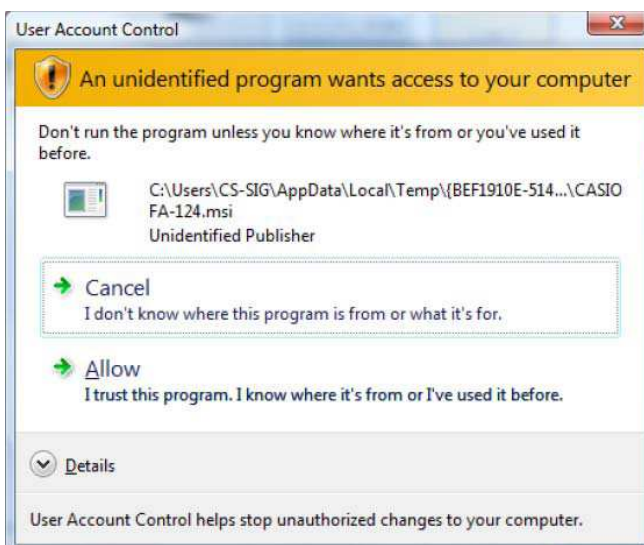 User Account Control
An unidentified program wants access to your computer
Don't run the program unless you know where it's from or you've used it
before.
C:\Users\CS-SIG\AppData\Local\Temp\{BEF1910E-514...\CASIO
FA-124.msi
Unidentified Publisher
Cancel
I don't know where this program is from or what it's for.
Allow
I trust this program. I know where it's from or I've used it before.
Details
User Account Control helps stop unauthorized changes to your computer.